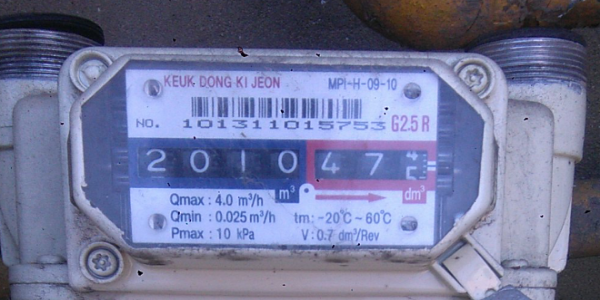 KEUK DONG KI JEON MPI-H-09-10
NO. 101311015753 G2.5 R
2010 47
m³ dm³
Qmax : 4.0 m³/h
Qmin : 0.025 m³/h tm: -20°C ~ 60°C
Pmax : 10 kPa V : 0.7 dm³/Rev